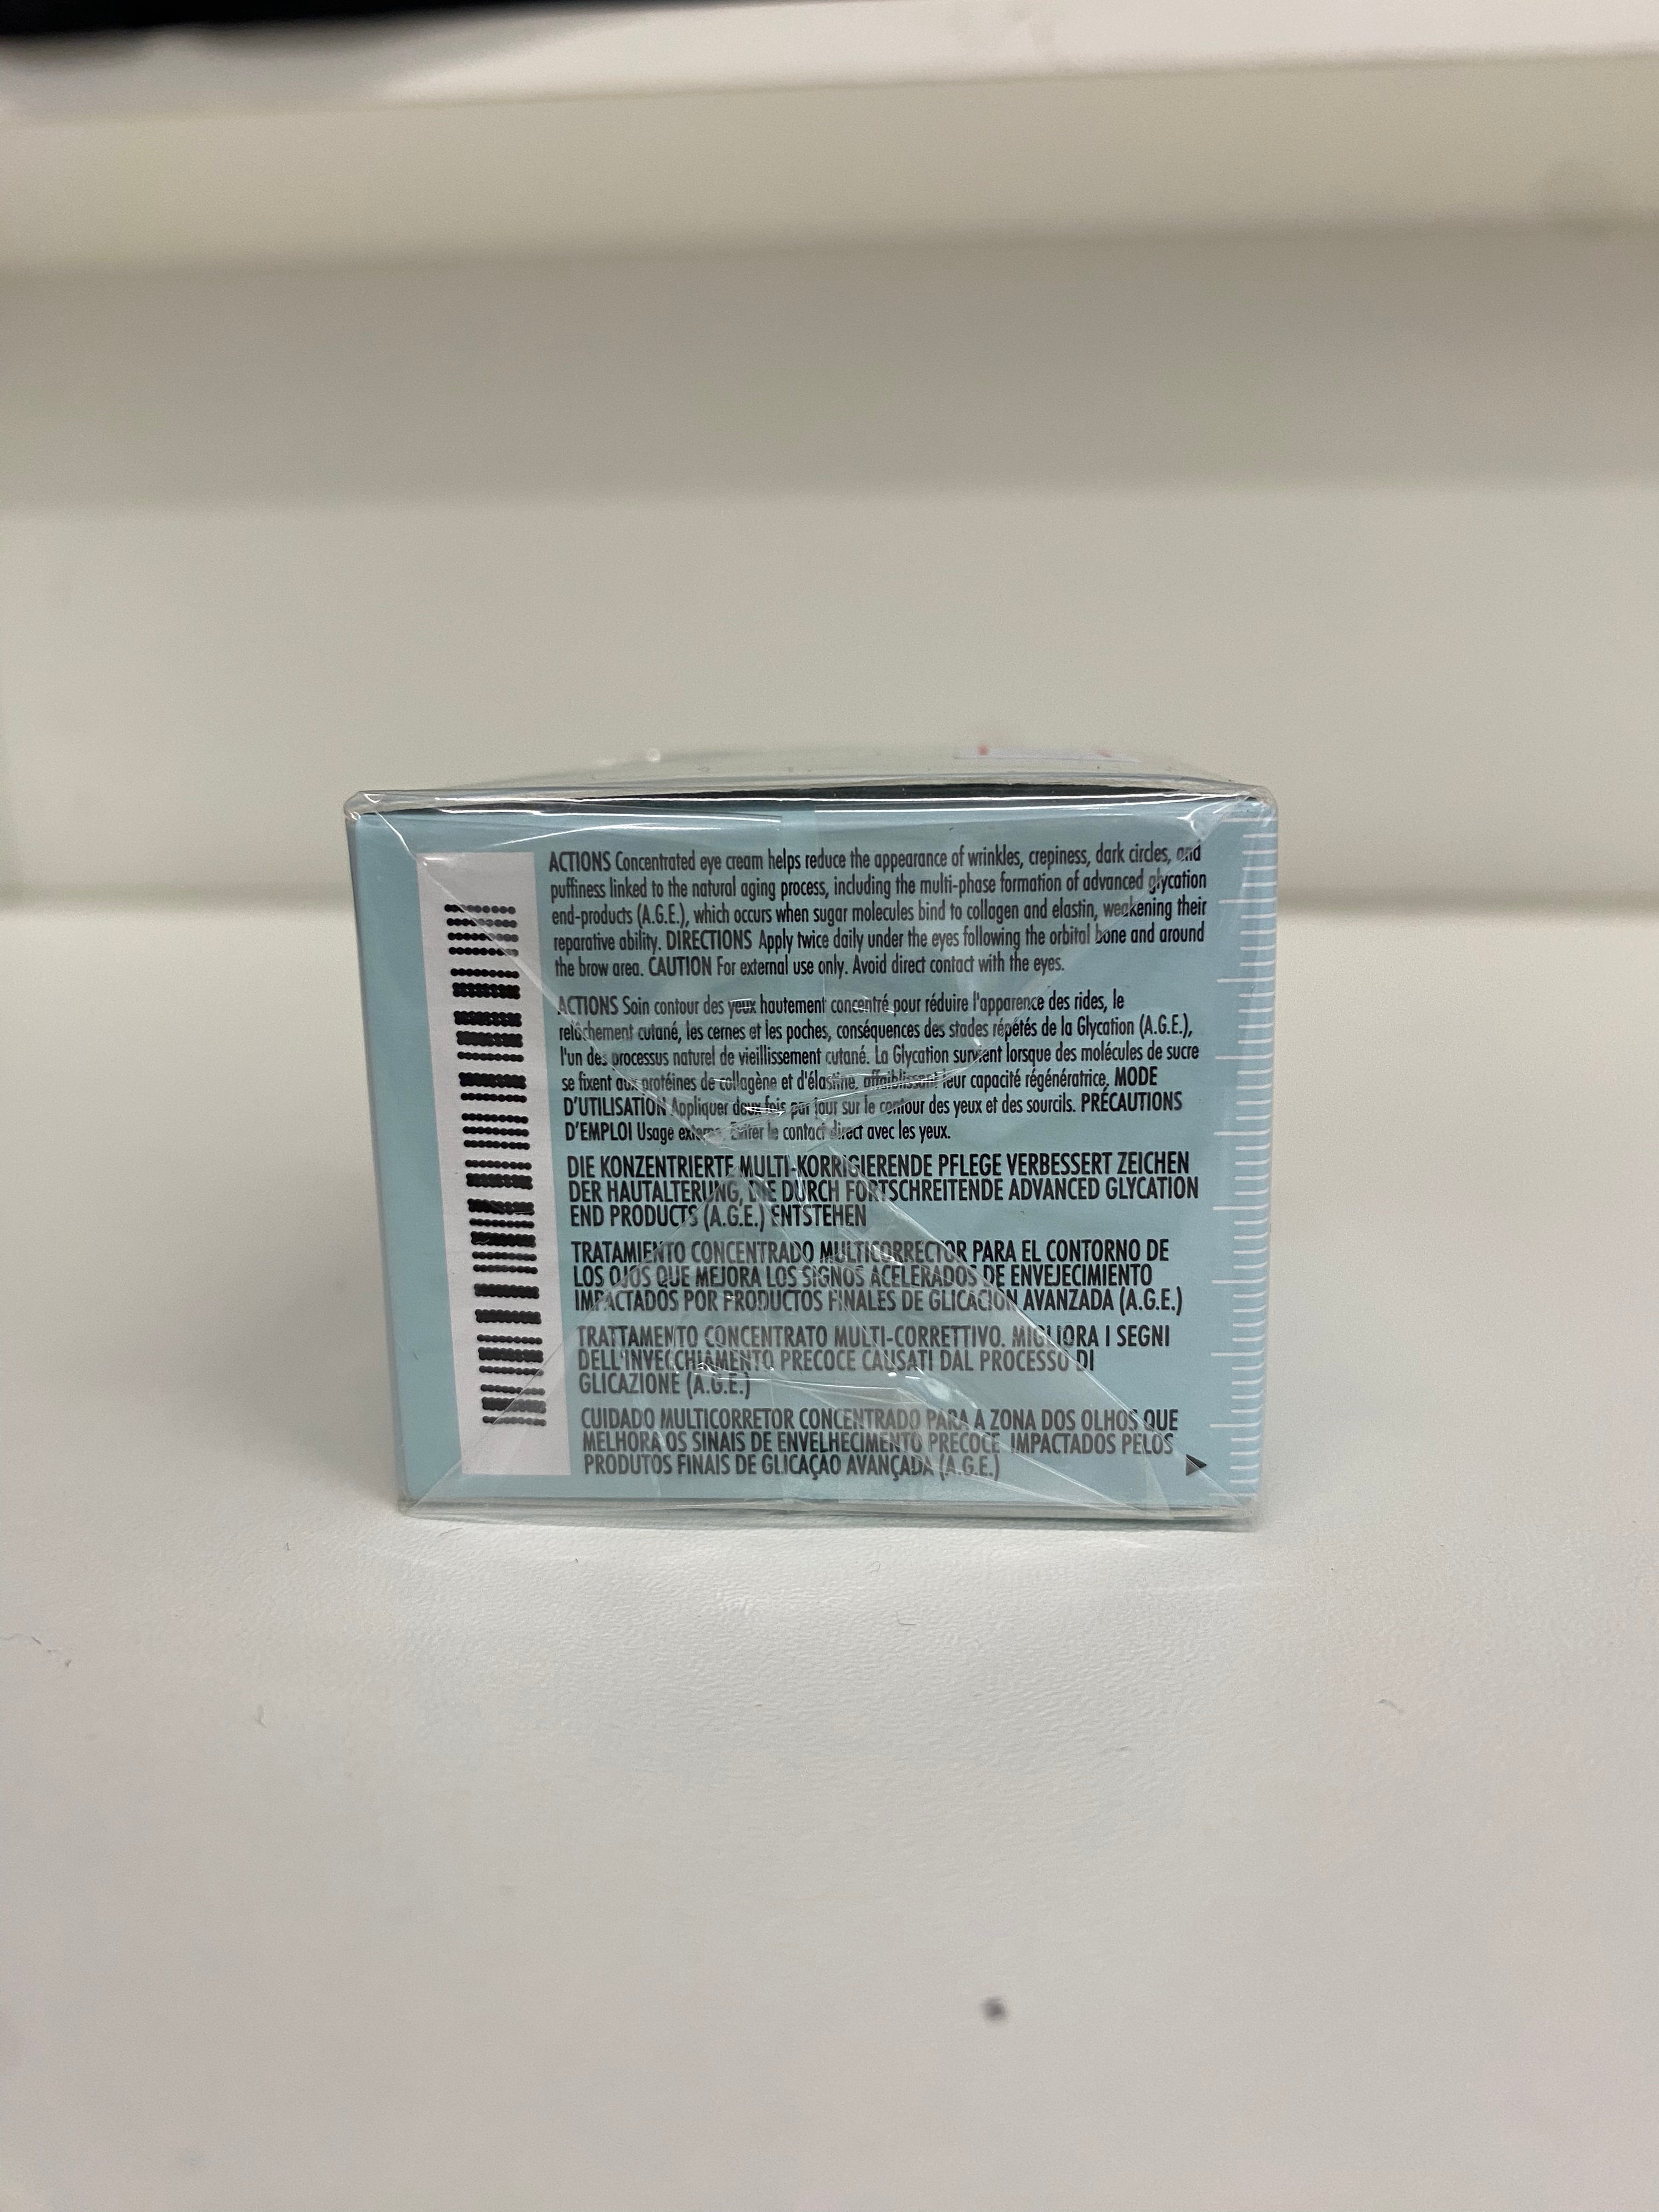 ACTIONS Concentrated eye cream helps reduce the appearance of wrinkles, crepiness, dark circles, and
puffiness linked to the natural aging process, including the multi-phase formation of advanced glycation
end-products (A.G.E.), which occurs when sugar molecules bind to collagen and elastin, weakening their
reparative ability. DIRECTIONS Apply twice daily under the eyes following the orbital bone and around
the brow area. CAUTION For external use only. Avoid direct contact with the eyes.
ACTIONS Soin contour des yeux hautement concentré pour réduire l'apparence des rides, le
relâchement cutané, les cernes et les poches, conséquences des stades répétés de la Glycation (A.G.E.),
l'un des processus naturel de vieillissement cutané. La Glycation survient lorsque des molécules de sucre
se fixent aux protéines de collagène et d'élastine, affaiblissant leur capacité régénératrice. MODE
D'UTILISATION Appliquer deux fois par jour sur le contour des yeux et des sourcils. PRÉCAUTIONS
D'EMPLOI Usage externe. Éviter le contact direct avec les yeux.
DIE KONZENTRIERTE MULTI-KORRIGIERENDE PFLEGE VERBESSERT ZEICHEN
DER HAUTALTERUNG, DIE DURCH FORTSCHREITENDE ADVANCED GLYCATION
END PRODUCTS (A.G.E.) ENTSTEHEN
TRATAMIENTO CONCENTRADO MULTICORRECTOR PARA EL CONTORNO DE
LOS OJOS QUE MEJORA LOS SIGNOS ACELERADOS DE ENVEJECIMIENTO
IMPACTADOS POR PRODUCTOS FINALES DE GLICACIÓN AVANZADA (A.G.E.)
TRATTAMENTO CONCENTRATO MULTI-CORRETTIVO. MIGLIORA I SEGNI
DELL'INVECCHIAMENTO PRECOCE CAUSATI DAL PROCESSO DI
GLICAZIONE (A.G.E.)
CUIDADO MULTICORRETOR CONCENTRADO PARA A ZONA DOS OLHOS QUE
MELHORA OS SINAIS DE ENVELHECIMENTO PRECOCE IMPACTADOS PELOS
PRODUTOS FINAIS DE GLICAÇÃO AVANÇADA (A.G.E.)